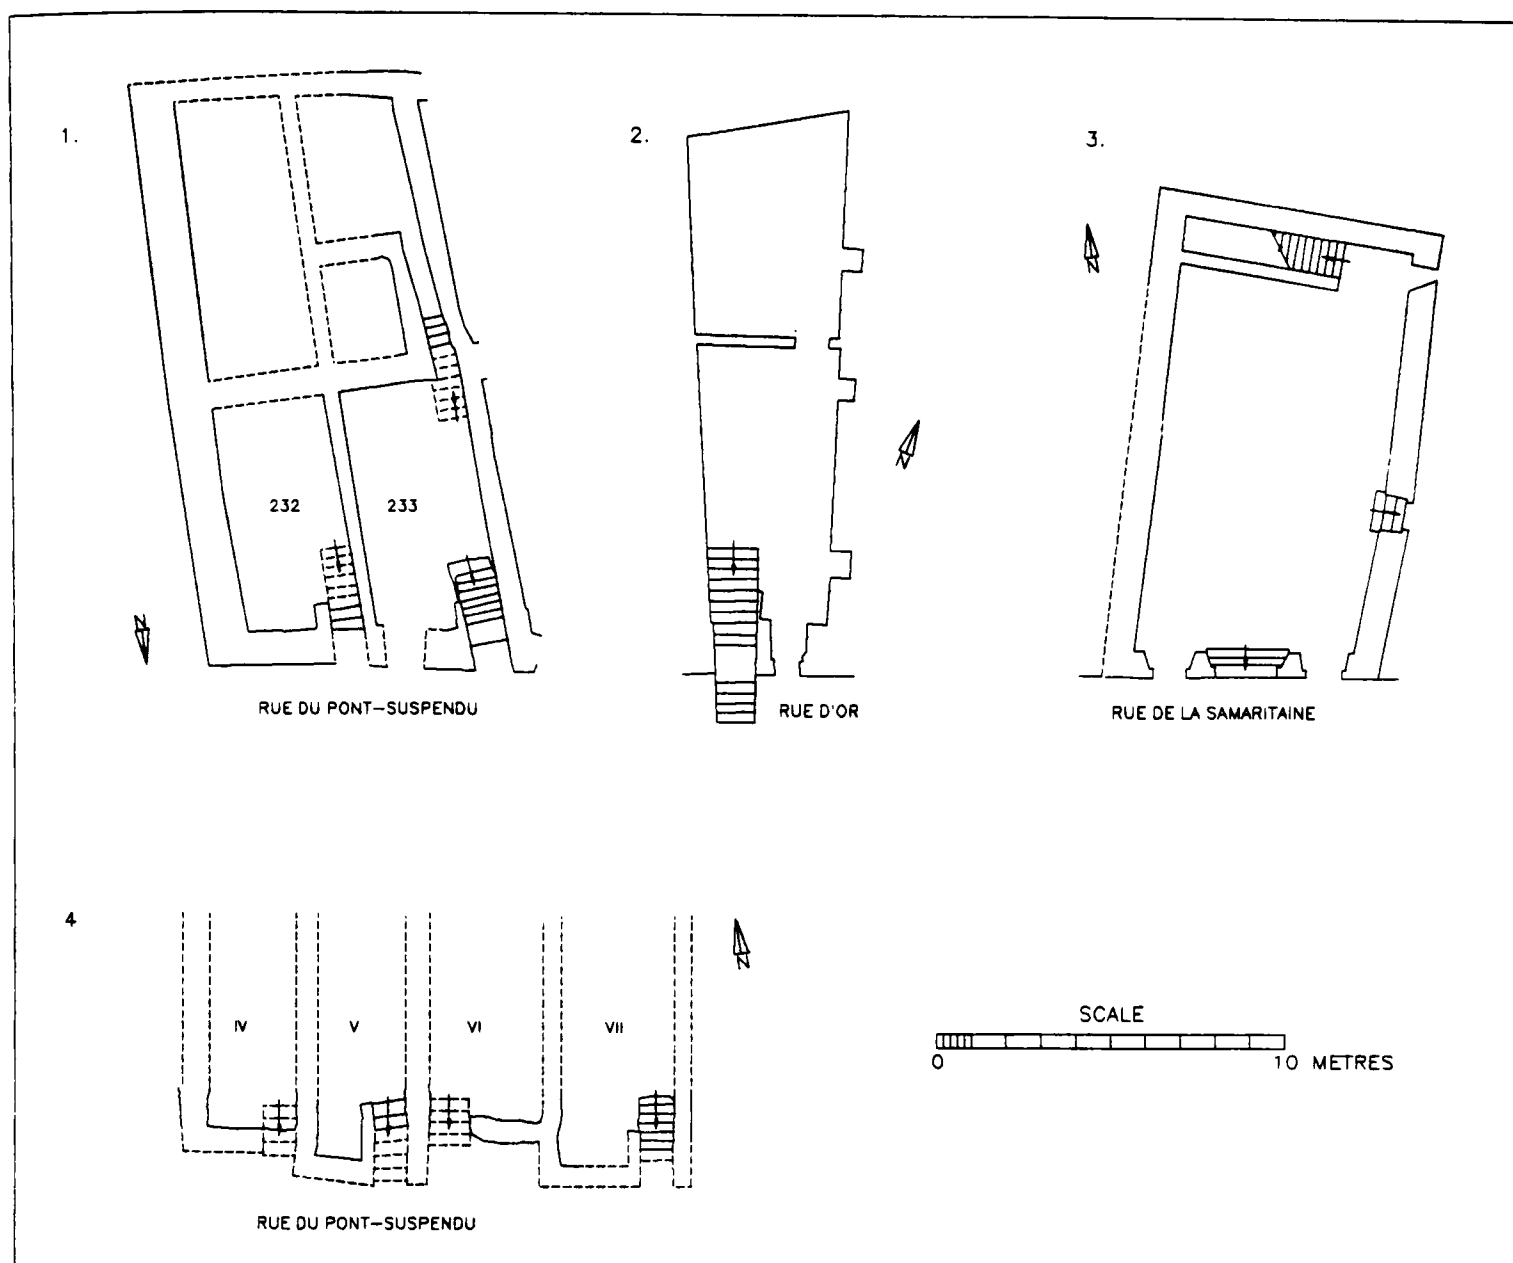 1.
2.
3.
N
N
N
232
233
RUE DU PONT-SUSPENDU
RUE D'OR
RUE DE LA SAMARITAINE
4
N
IV
V
VI
VII
SCALE
0
10 METRES
RUE DU PONT-SUSPENDU